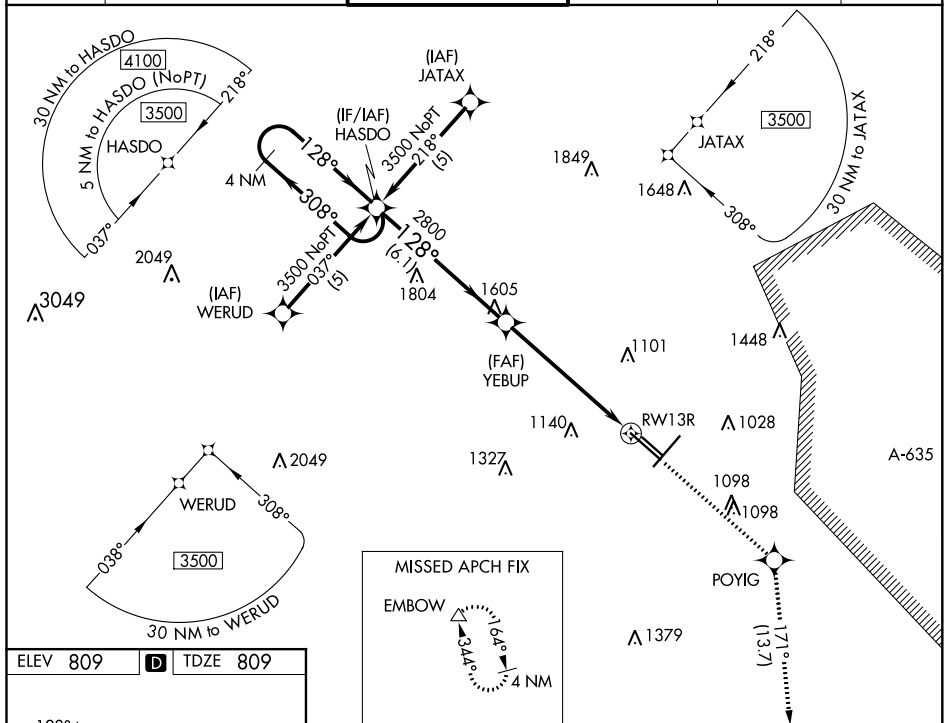 30 NM to HASDO
4100
5 NM to HASDO (NoPT)
3500
218°
HASDO
037°
(IAF)
JATAX
(IF/IAF)
HASDO
3500 NoPT
218°
(5)
128°
4 NM
308°
3500 NoPT
037°
(5)
(IAF)
WERUD
2800
128°
(6.1)
1804
1605
(FAF)
YEBUP
218°
JATAX
3500
30 NM to JATAX
308°
1849
1648
2049
3049
1448
1101
1140
RW13R
1028
1327
1098
1098
A-635
POYIG
171°
(13.7)
1379
2049
WERUD
308°
038°
3500
30 NM to WERUD
MISSED APCH FIX
EMBOW
164°
344°
4 NM
ELEV 809
D
TDZE 809